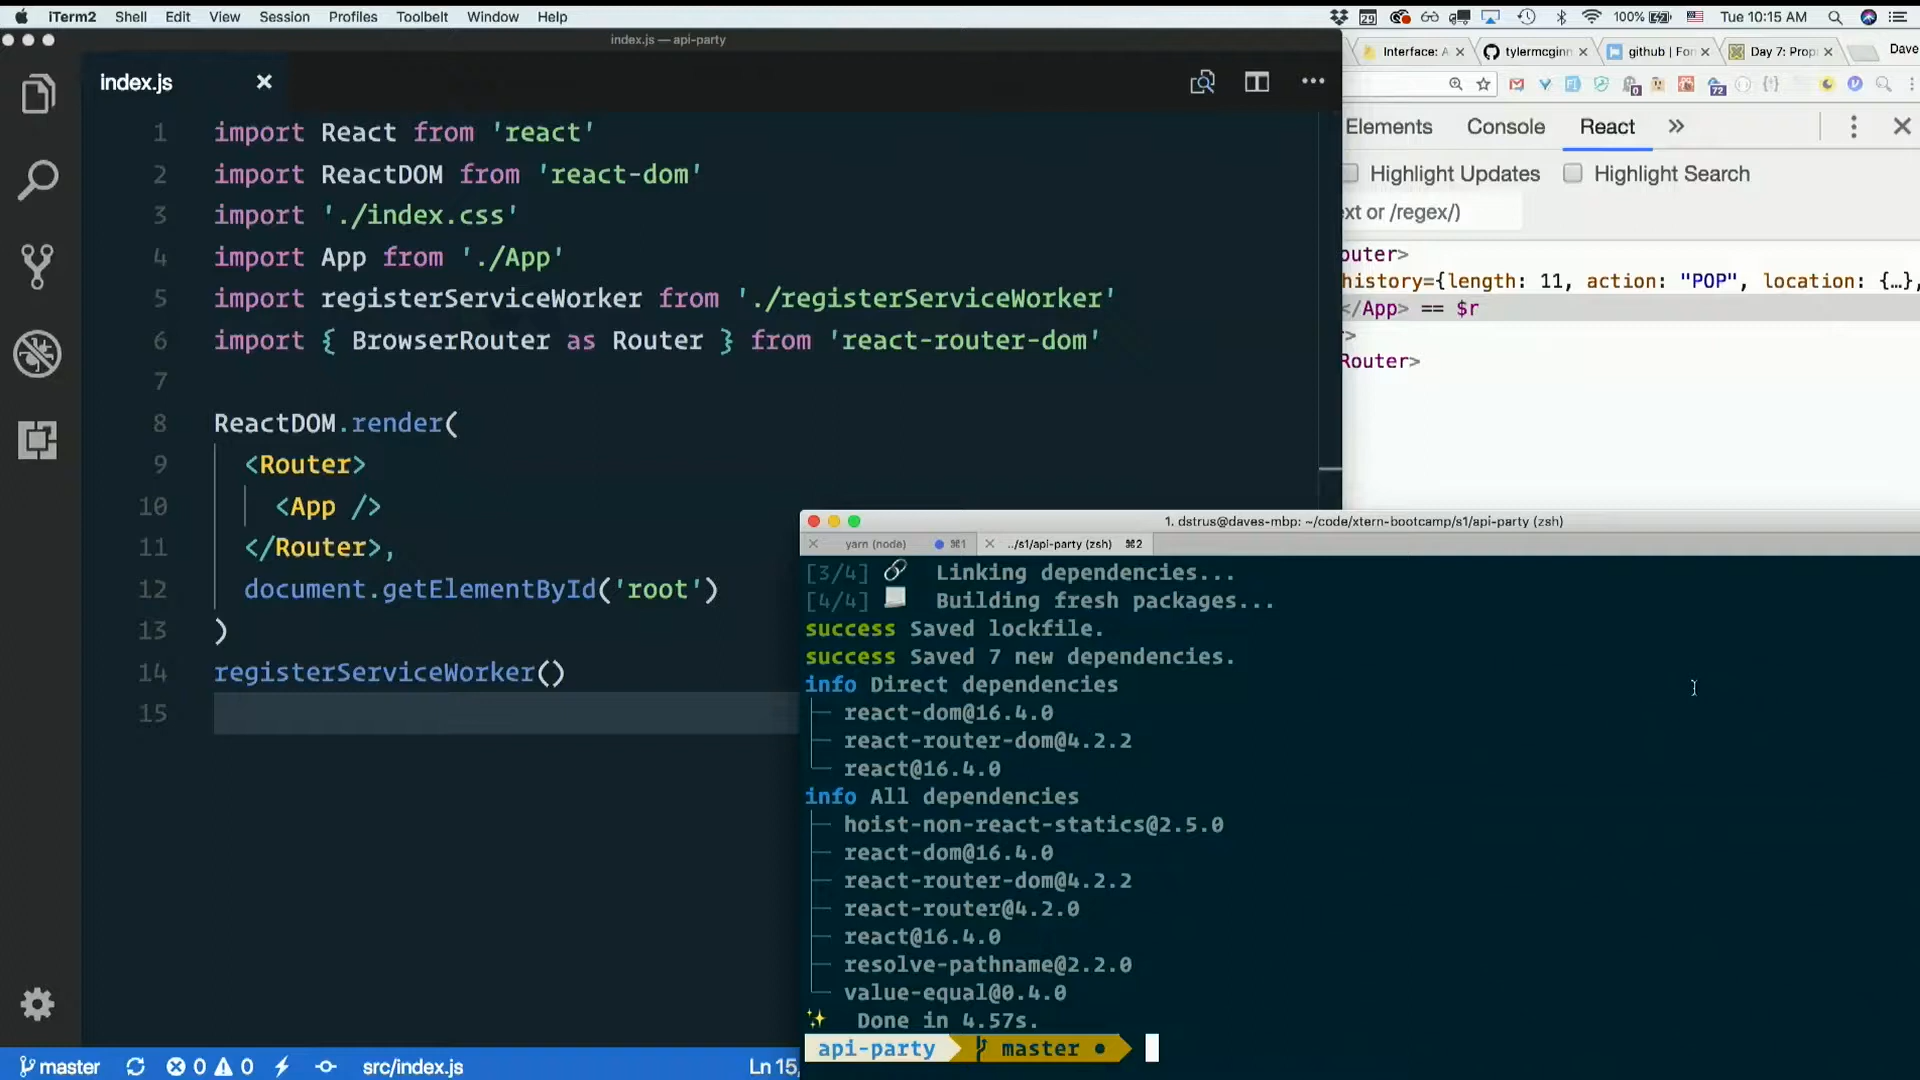 iTerm2 Shell Edit View Session Profiles Toolbelt Window Help
29 100% Tue 10:15 AM
index.js — api-party
Interface: A
tylermcginn
github | For
Day 7: Prop
Dave
index.js
0 72
1 import React from 'react'
2 import ReactDOM from 'react-dom'
3 import './index.css'
4 import App from './App'
5 import registerServiceWorker from './registerServiceWorker'
6 import { BrowserRouter as Router } from 'react-router-dom'
7
8 ReactDOM.render(
9 <Router>
10 <App />
11 </Router>,
12 document.getElementById('root')
13 )
14 registerServiceWorker()
15
Elements Console React »
Highlight Updates Highlight Search
ext or /regex/)
outer>
history={length: 11, action: "POP", location: {…},
</App> == $r
>
Router>
1. dstrus@daves-mbp: ~/code/xtern-bootcamp/s1/api-party (zsh)
yarn (node) ⌘1 ../s1/api-party (zsh) ⌘2
[3/4] Linking dependencies...
[4/4] Building fresh packages...
success Saved lockfile.
success Saved 7 new dependencies.
info Direct dependencies
├─ react-dom@16.4.0
├─ react-router-dom@4.2.2
└─ react@16.4.0
info All dependencies
├─ hoist-non-react-statics@2.5.0
├─ react-dom@16.4.0
├─ react-router-dom@4.2.2
├─ react-router@4.2.0
├─ react@16.4.0
├─ resolve-pathname@2.2.0
└─ value-equal@0.4.0
✨ Done in 4.57s.
api-party master ●
master 0 0 src/index.js Ln 15,